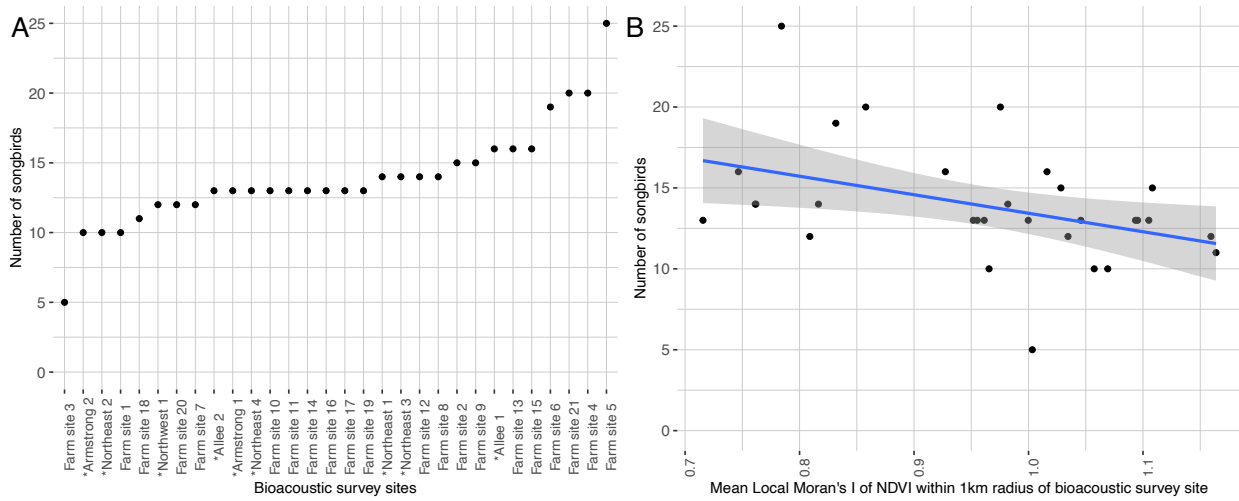 A
Number of songbirds
25
20
15
10
5
0
Farm site 3
*Armstrong 2
*Northeast 2
Farm site 1
Farm site 18
*Northwest 1
Farm site 20
Farm site 7
*Allee 2
*Armstrong 1
*Northeast 4
Farm site 10
Farm site 11
Farm site 14
Farm site 16
Farm site 17
Farm site 19
*Northeast 1
*Northeast 3
Farm site 12
Farm site 8
Farm site 2
Farm site 9
*Allee 1
Farm site 13
Farm site 15
Farm site 6
Farm site 21
Farm site 4
Farm site 5
Bioacoustic survey sites
B
Number of songbirds
25
20
15
10
5
0
0.7
0.8
0.9
1.0
1.1
Mean Local Moran's I of NDVI within 1km radius of bioacoustic survey site